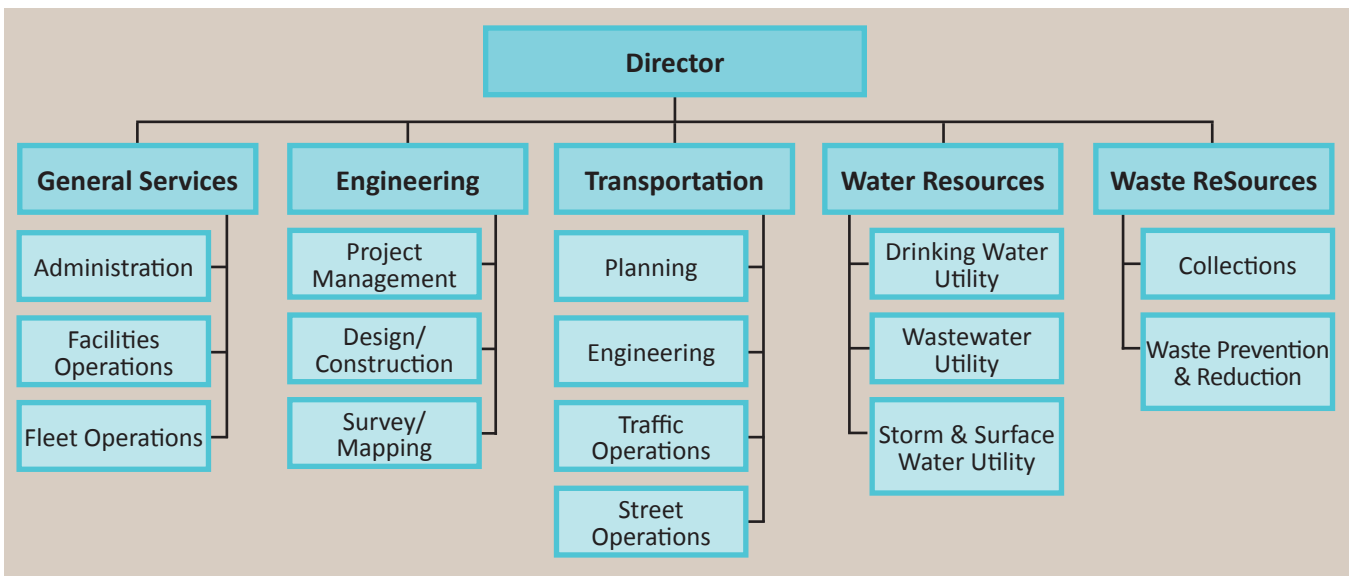 Director
General Services
Administration
Facilities
Operations
Fleet Operations
Engineering
Project
Management
Design/
Construction
Survey/
Mapping
Transportation
Planning
Engineering
Traffic
Operations
Street
Operations
Water Resources
Drinking Water
Utility
Wastewater
Utility
Storm & Surface
Water Utility
Waste ReSources
Collections
Waste Prevention
& Reduction